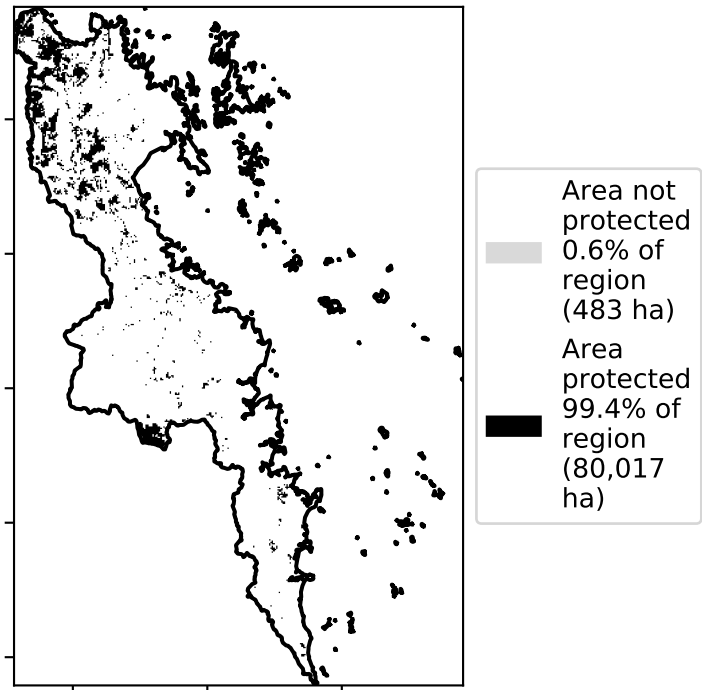 Area not
protected
0.6% of
region
(483 ha)
Area
protected
99.4% of
region
(80,017
ha)